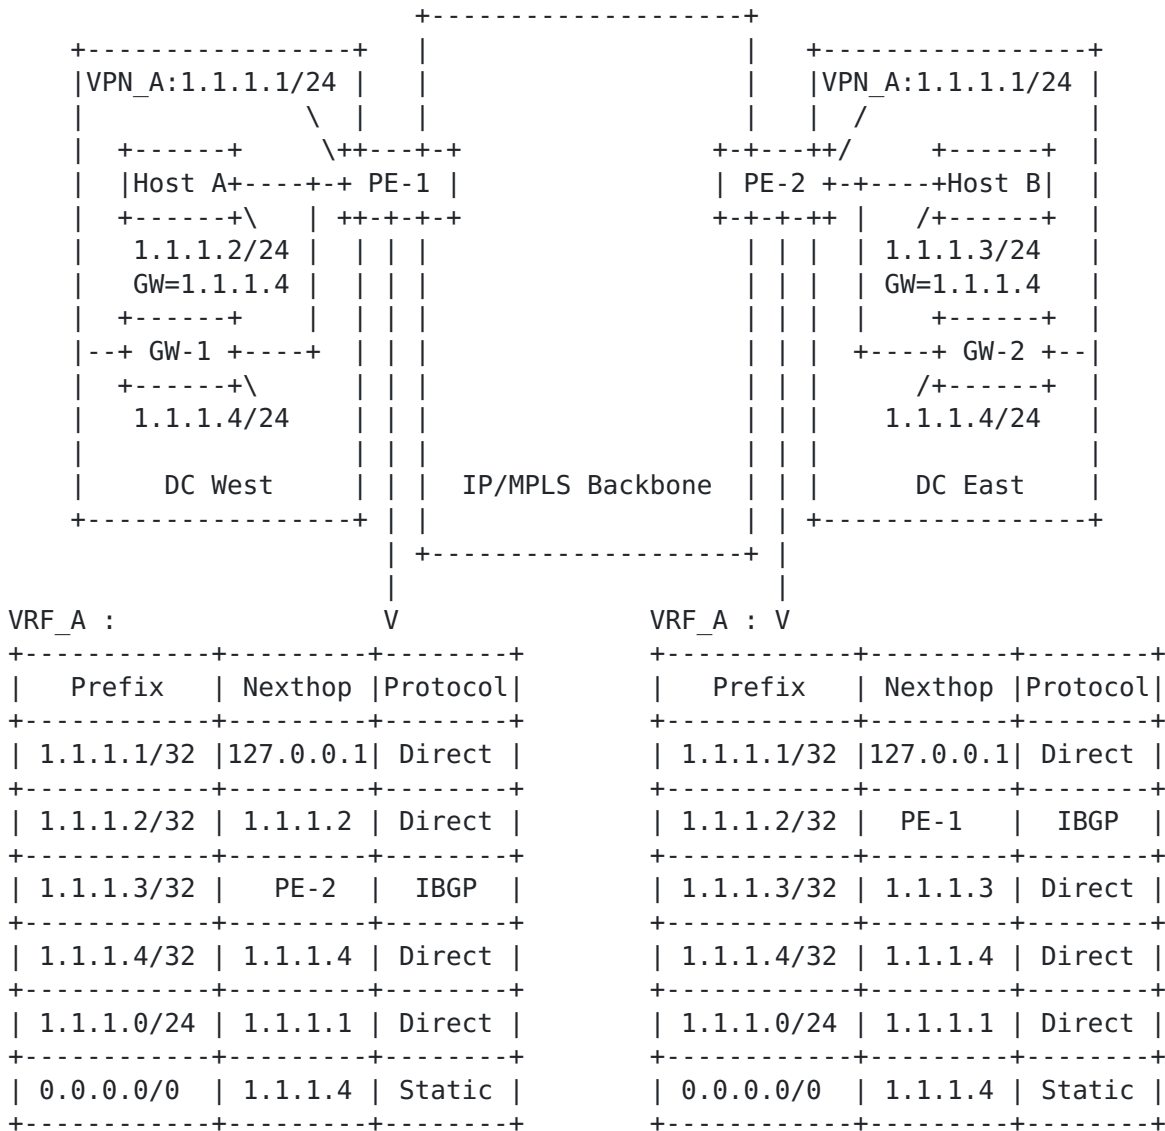 VPN_A:1.1.1.1/24 VPN_A:1.1.1.1/24
Host A PE-1 PE-2 Host B
1.1.1.2/24 1.1.1.3/24
GW=1.1.1.4 GW=1.1.1.4
GW-1 GW-2
1.1.1.4/24 1.1.1.4/24
DC West IP/MPLS Backbone DC East
VRF_A : V VRF_A : V
Prefix Nexthop Protocol Prefix Nexthop Protocol
1.1.1.1/32 127.0.0.1 Direct 1.1.1.1/32 127.0.0.1 Direct
1.1.1.2/32 1.1.1.2 Direct 1.1.1.2/32 PE-1 IBGP
1.1.1.3/32 PE-2 IBGP 1.1.1.3/32 1.1.1.3 Direct
1.1.1.4/32 1.1.1.4 Direct 1.1.1.4/32 1.1.1.4 Direct
1.1.1.0/24 1.1.1.1 Direct 1.1.1.0/24 1.1.1.1 Direct
0.0.0.0/0 1.1.1.4 Static 0.0.0.0/0 1.1.1.4 Static